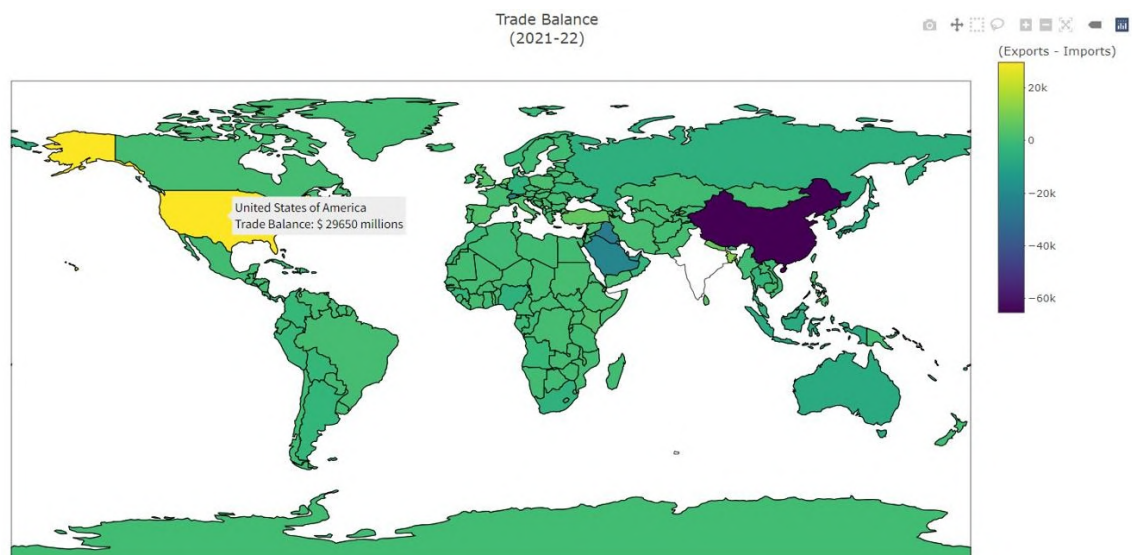 Trade Balance
(2021-22)
(Exports - Imports)
20k
0
−20k
−40k
−60k
United States of America
Trade Balance: $ 29650 millions